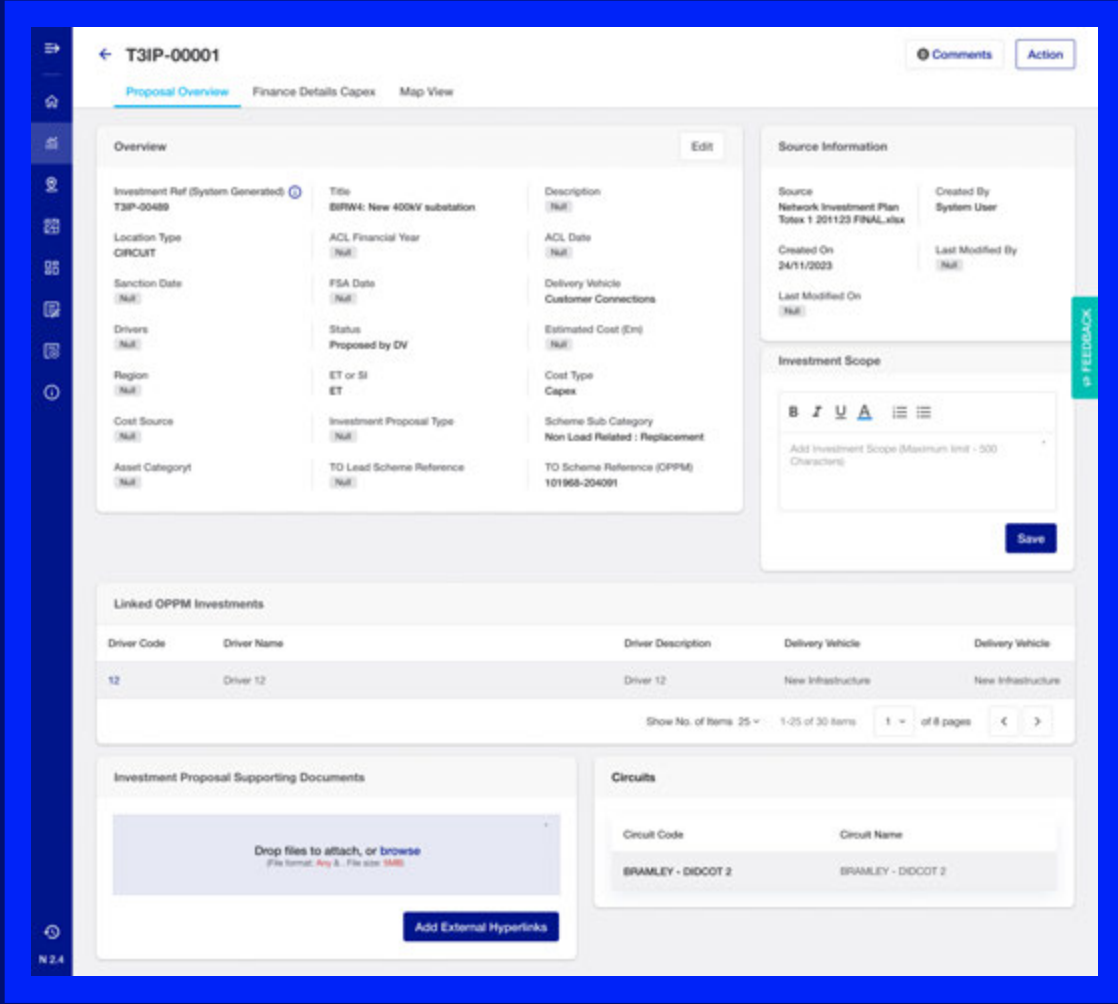 T3IP-00001
0 Comments
Action
Proposal Overview
Finance Details Capex
Map View
Overview
Edit
Investment Ref (System Generated)
T3IP-00489
Title
BIRW4: New 400kV substation
Description
Null
Location Type
CIRCUIT
ACL Financial Year
Null
ACL Date
Null
Sanction Date
Null
FSA Date
Null
Delivery Vehicle
Customer Connections
Drivers
Null
Status
Proposed by DV
Estimated Cost (£m)
Null
Region
Null
ET or SI
ET
Cost Type
Capex
Cost Source
Null
Investment Proposal Type
Null
Scheme Sub Category
Non Load Related : Replacement
Asset Categoryt
Null
TO Lead Scheme Reference
Null
TO Scheme Reference (OPPM)
101968-204091
Source Information
Source
Network Investment Plan
Totex 1 201123 FINAL.xlsx
Created By
System User
Created On
24/11/2023
Last Modified By
Null
Last Modified On
Null
FEEDBACK
Investment Scope
B I U A
Add Investment Scope (Maximum limit - 500
Characters)
Save
Linked OPPM Investments
Driver Code
Driver Name
Driver Description
Delivery Vehicle
Delivery Vehicle
12
Driver 12
Driver 12
New Infrastructure
New Infrastructure
Show No. of Items 25
1-25 of 30 items
1
of 8 pages
Investment Proposal Supporting Documents
Drop files to attach, or browse
(File format: Any & . File size: 5MB)
Add External Hyperlinks
Circuits
Circuit Code
Circuit Name
BRAMLEY - DIDCOT 2
BRAMLEY - DIDCOT 2
N 2.4